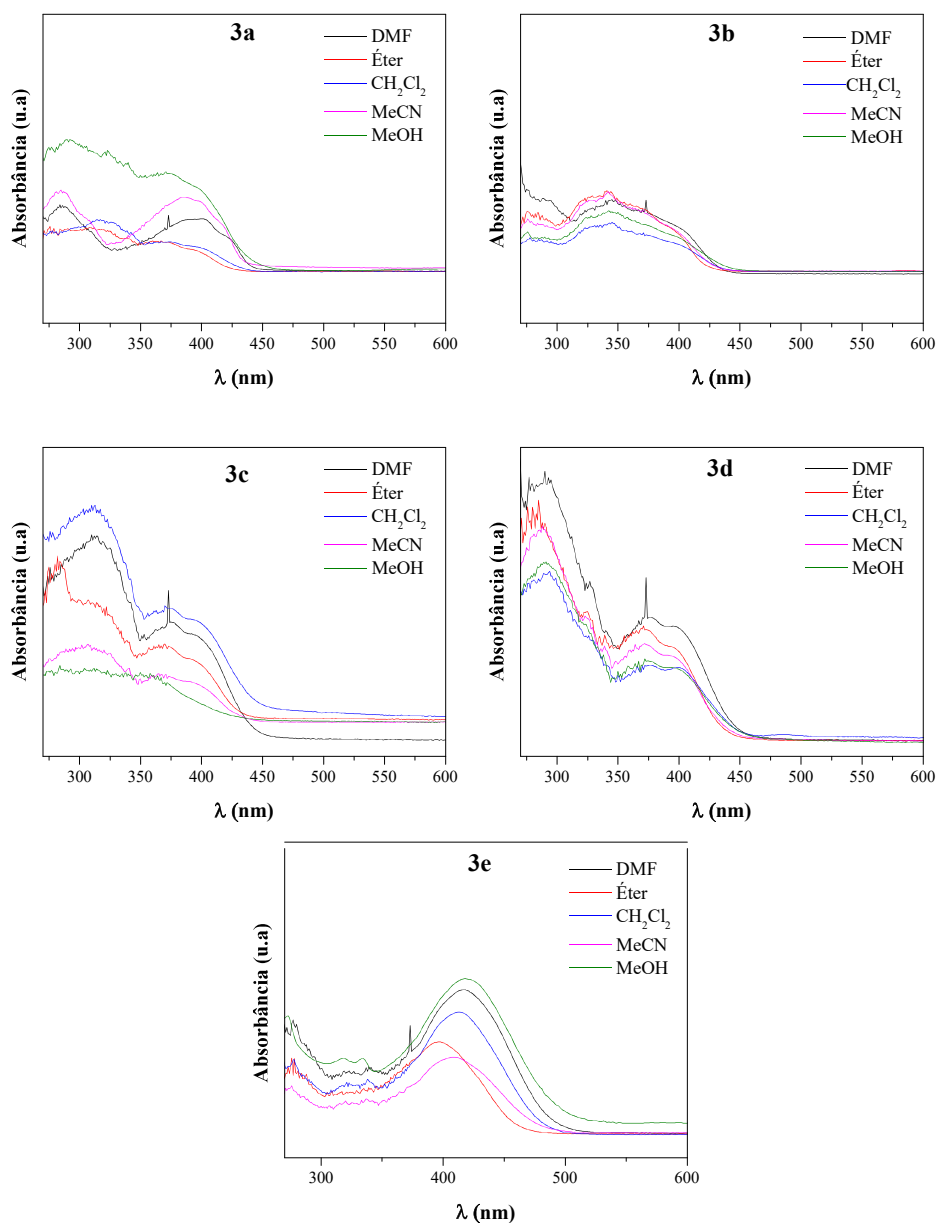 3a
DMF
Éter
CH₂Cl₂
MeCN
MeOH
Absorbância (u.a)
300 350 400 450 500 550 600
λ (nm)
3b
DMF
Éter
CH₂Cl₂
MeCN
MeOH
Absorbância (u.a)
300 350 400 450 500 550 600
λ (nm)
3c
DMF
Éter
CH₂Cl₂
MeCN
MeOH
Absorbância (u.a)
300 350 400 450 500 550 600
λ (nm)
3d
DMF
Éter
CH₂Cl₂
MeCN
MeOH
Absorbância (u.a)
300 350 400 450 500 550 600
λ (nm)
3e
DMF
Éter
CH₂Cl₂
MeCN
MeOH
Absorbância (u.a)
300 400 500 600
λ (nm)